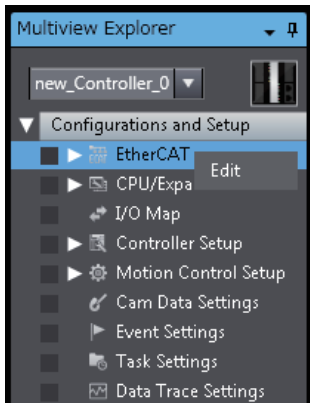 Multiview Explorer
new_Controller_0
Configurations and Setup
EtherCAT
Edit
CPU/Expa
I/O Map
Controller Setup
Motion Control Setup
Cam Data Settings
Event Settings
Task Settings
Data Trace Settings